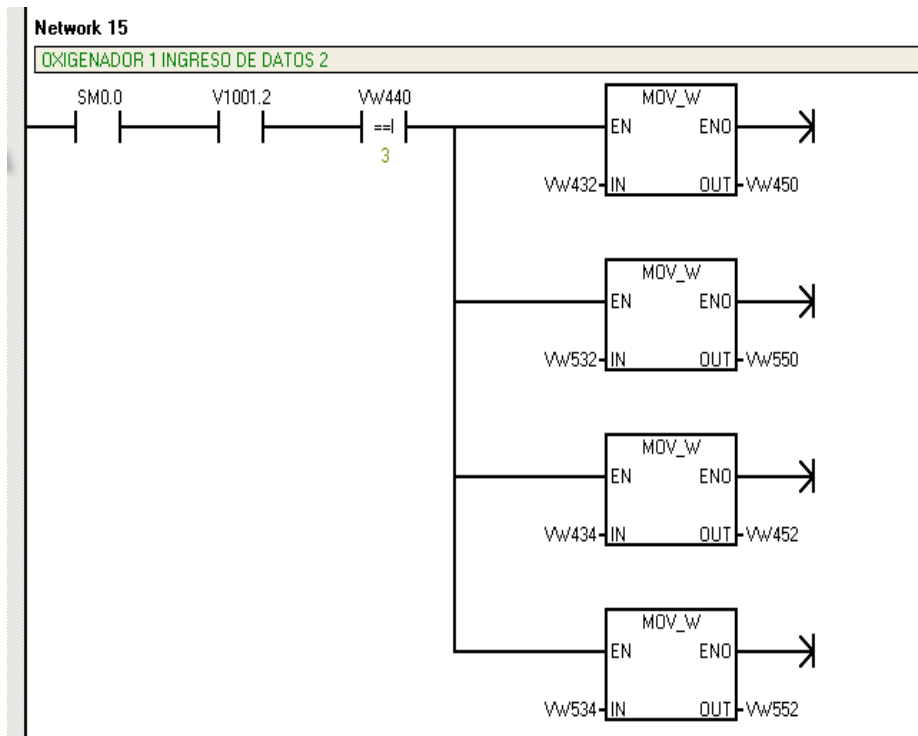 Network 15
OXIGENADOR 1 INGRESO DE DATOS 2
SM0.0 V1001.2 VW440
==I
3
MOV_W
EN ENO
VW432 IN OUT VW450
MOV_W
EN ENO
VW532 IN OUT VW550
MOV_W
EN ENO
VW434 IN OUT VW452
MOV_W
EN ENO
VW534 IN OUT VW552